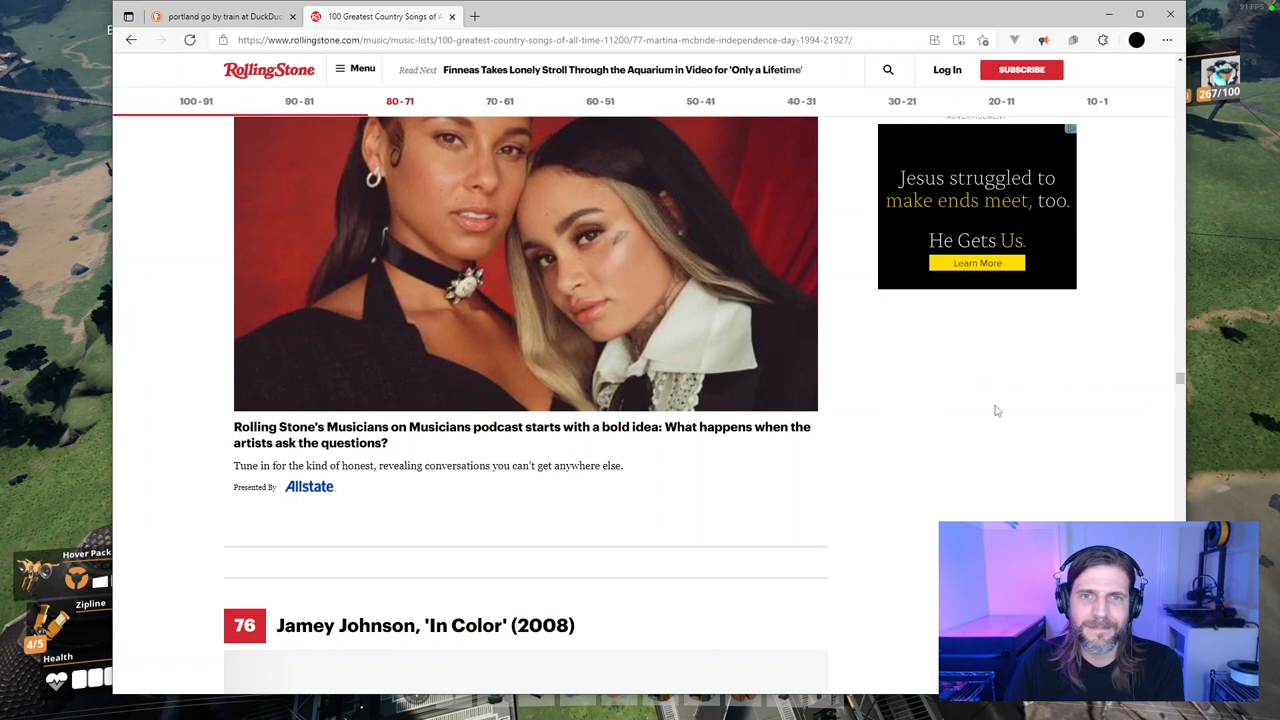 portland go by train at DuckDuc
100 Greatest Country Songs of A
91 FPS
https://www.rollingstone.com/music/music-lists/100-greatest-country-songs-of-all-time-11200/77-martina-mcbride-independence-day-1994-21927/
RollingStone
Menu
Read Next Finneas Takes Lonely Stroll Through the Aquarium in Video for 'Only a Lifetime'
Log In
SUBSCRIBE
267/100
100 - 91
90 - 81
80 - 71
70 - 61
60 - 51
50 - 41
40 - 31
30 - 21
20 - 11
10 - 1
ADVERTISEMENT
Jesus struggled to
make ends meet, too.
He Gets Us.
Learn More
Rolling Stone's Musicians on Musicians podcast starts with a bold idea: What happens when the
artists ask the questions?
Tune in for the kind of honest, revealing conversations you can't get anywhere else.
Presented By Allstate.
Hover Pack
Zipline
4/5
Health
76
Jamey Johnson, 'In Color' (2008)